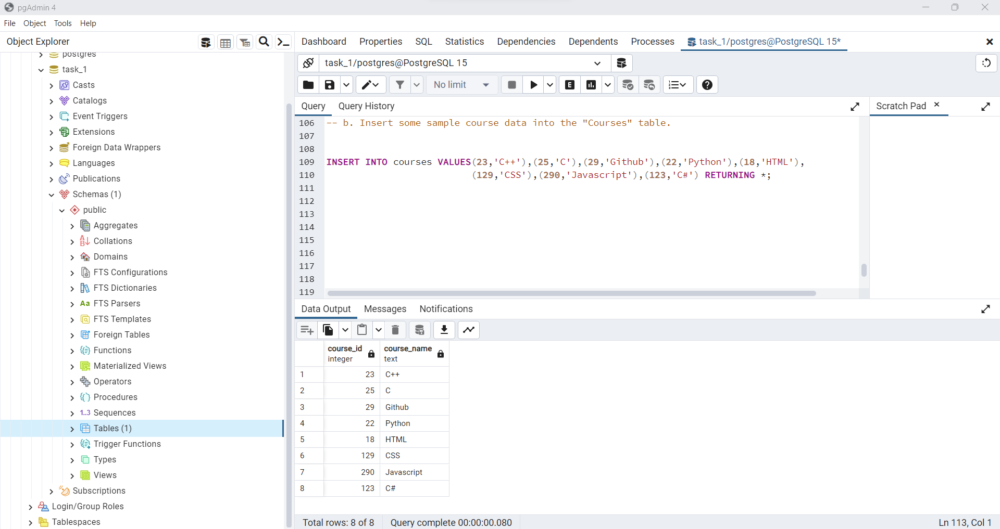 pgAdmin 4
File Object Tools Help
Object Explorer
Dashboard Properties SQL Statistics Dependencies Dependents Processes task_1/postgres@PostgreSQL 15*
postgres
task_1
Casts
Catalogs
Event Triggers
Extensions
Foreign Data Wrappers
Languages
Publications
Schemas (1)
public
Aggregates
Collations
Domains
FTS Configurations
FTS Dictionaries
Aa FTS Parsers
FTS Templates
Foreign Tables
Functions
Materialized Views
Operators
Procedures
1..3 Sequences
Tables (1)
Trigger Functions
Types
Views
Subscriptions
Login/Group Roles
Tablespaces
task_1/postgres@PostgreSQL 15
No limit
E
Query Query History
Scratch Pad
106 -- b. Insert some sample course data into the "Courses" table.
107
108
109 INSERT INTO courses VALUES(23,'C++'),(25,'C'),(29,'Github'),(22,'Python'),(18,'HTML'),
110 (129,'CSS'),(290,'Javascript'),(123,'C#') RETURNING *;
111
112
113
114
115
116
117
118
119
Data Output Messages Notifications
course_id course_name
integer text
1 23 C++
2 25 C
3 29 Github
4 22 Python
5 18 HTML
6 129 CSS
7 290 Javascript
8 123 C#
Total rows: 8 of 8 Query complete 00:00:00.080 Ln 113, Col 1